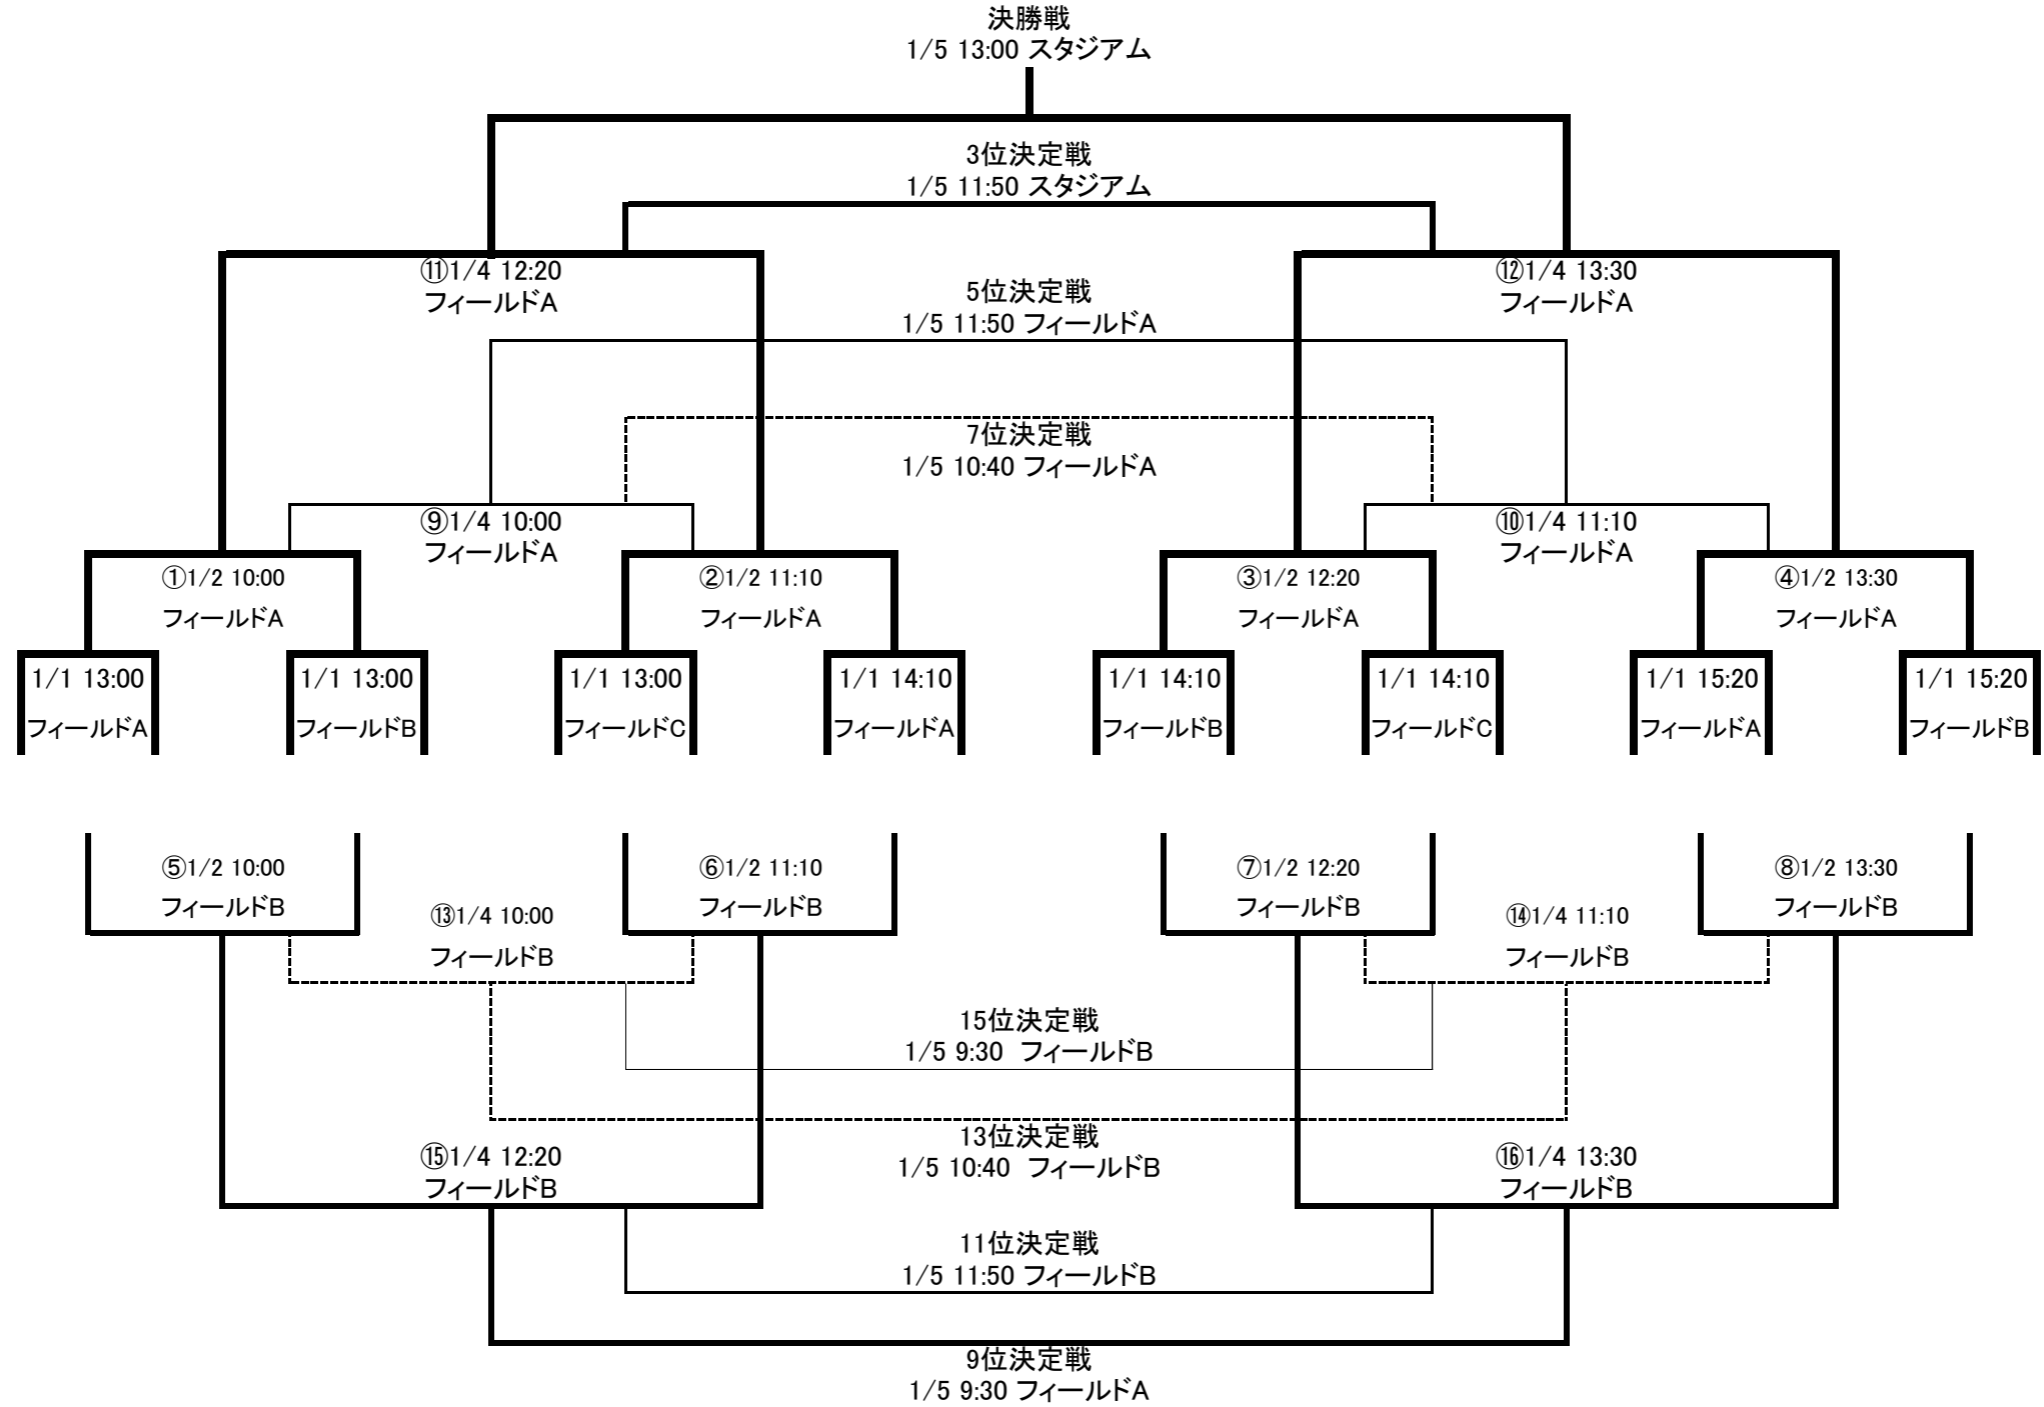 決勝戦
1/5 13:00 スタジアム
3位決定戦
1/5 11:50 スタジアム
⑪1/4 12:20
フィールドA
⑫1/4 13:30
フィールドA
5位決定戦
1/5 11:50 フィールドA
7位決定戦
1/5 10:40 フィールドA
⑨1/4 10:00
フィールドA
⑩1/4 11:10
フィールドA
①1/2 10:00
フィールドA
②1/2 11:10
フィールドA
③1/2 12:20
フィールドA
④1/2 13:30
フィールドA
1/1 13:00
フィールドA
1/1 13:00
フィールドB
1/1 13:00
フィールドC
1/1 14:10
フィールドA
1/1 14:10
フィールドB
1/1 14:10
フィールドC
1/1 15:20
フィールドA
1/1 15:20
フィールドB
⑤1/2 10:00
フィールドB
⑥1/2 11:10
フィールドB
⑦1/2 12:20
フィールドB
⑧1/2 13:30
フィールドB
⑬1/4 10:00
フィールドB
⑭1/4 11:10
フィールドB
15位決定戦
1/5 9:30 フィールドB
13位決定戦
1/5 10:40 フィールドB
⑮1/4 12:20
フィールドB
⑯1/4 13:30
フィールドB
11位決定戦
1/5 11:50 フィールドB
9位決定戦
1/5 9:30 フィールドA